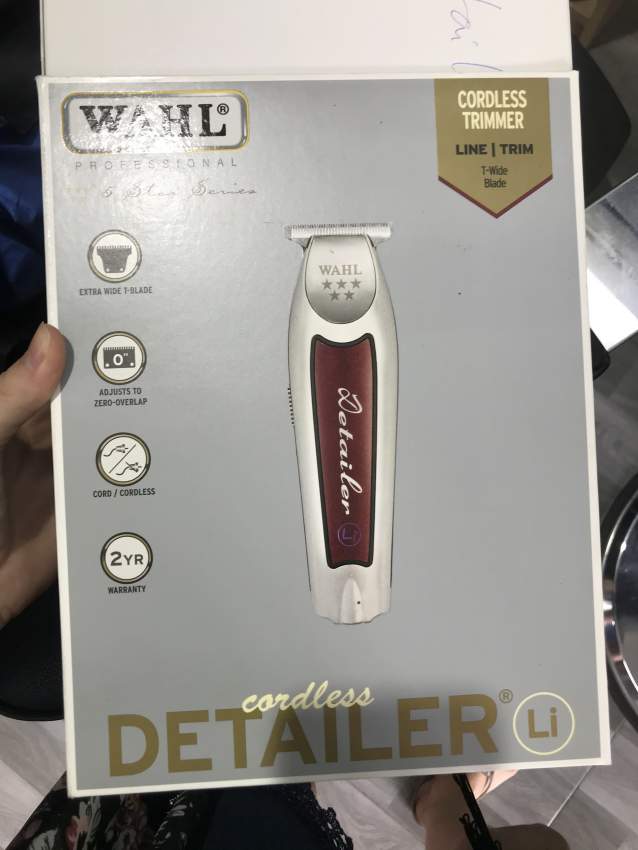 Wail
WAHL®
PROFESSIONAL
5 Star Series
CORDLESS
TRIMMER
LINE | TRIM
T-Wide
Blade
EXTRA WIDE T-BLADE
0"
ADJUSTS TO
ZERO-OVERLAP
CORD / CORDLESS
2YR
WARRANTY
WAHL
Detailer
Li
cordless
DETAILER®
Li